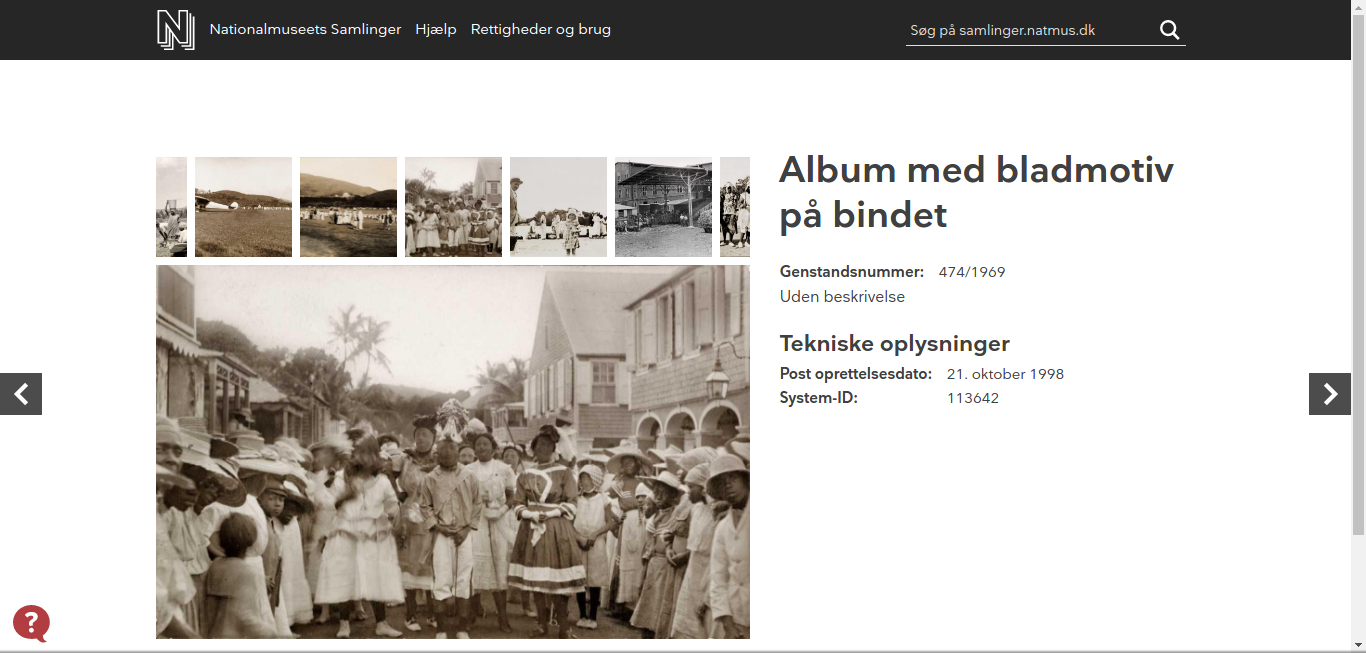 Nationalmuseets Samlinger Hjælp Rettigheder og brug Søg på samlinger.natmus.dk
Album med bladmotiv
på bindet
Genstandsnummer: 474/1969
Uden beskrivelse
Tekniske oplysninger
Post oprettelsesdato: 21. oktober 1998
System-ID: 113642
?